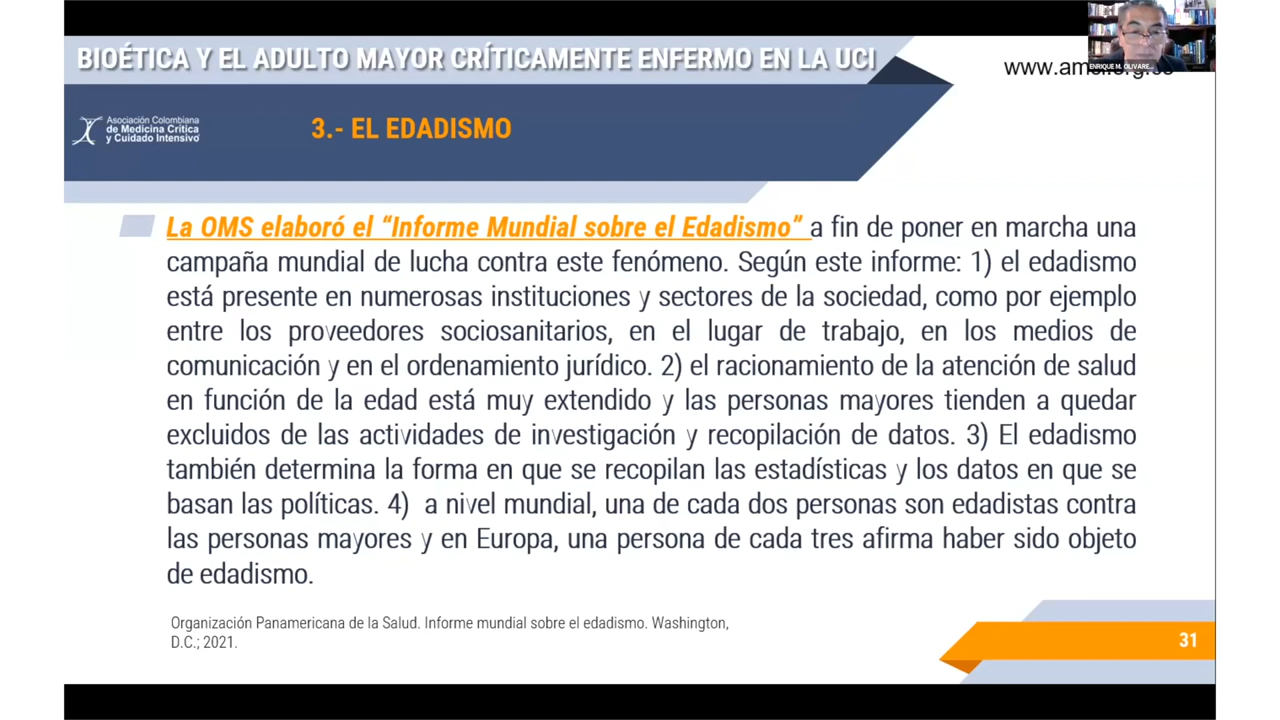 BIOÉTICA Y EL ADULTO MAYOR CRÍTICAMENTE ENFERMO EN LA UCI
ENRIQUE M. OLIVARE...
Asociación Colombiana
de Medicina Crítica
y Cuidado Intensivo
3.- EL EDADISMO
La OMS elaboró el “Informe Mundial sobre el Edadismo” a fin de poner en marcha una
campaña mundial de lucha contra este fenómeno. Según este informe: 1) el edadismo
está presente en numerosas instituciones y sectores de la sociedad, como por ejemplo
entre los proveedores sociosanitarios, en el lugar de trabajo, en los medios de
comunicación y en el ordenamiento jurídico. 2) el racionamiento de la atención de salud
en función de la edad está muy extendido y las personas mayores tienden a quedar
excluidos de las actividades de investigación y recopilación de datos. 3) El edadismo
también determina la forma en que se recopilan las estadísticas y los datos en que se
basan las políticas. 4) a nivel mundial, una de cada dos personas son edadistas contra
las personas mayores y en Europa, una persona de cada tres afirma haber sido objeto
de edadismo.
Organización Panamericana de la Salud. Informe mundial sobre el edadismo. Washington,
D.C.; 2021.
31